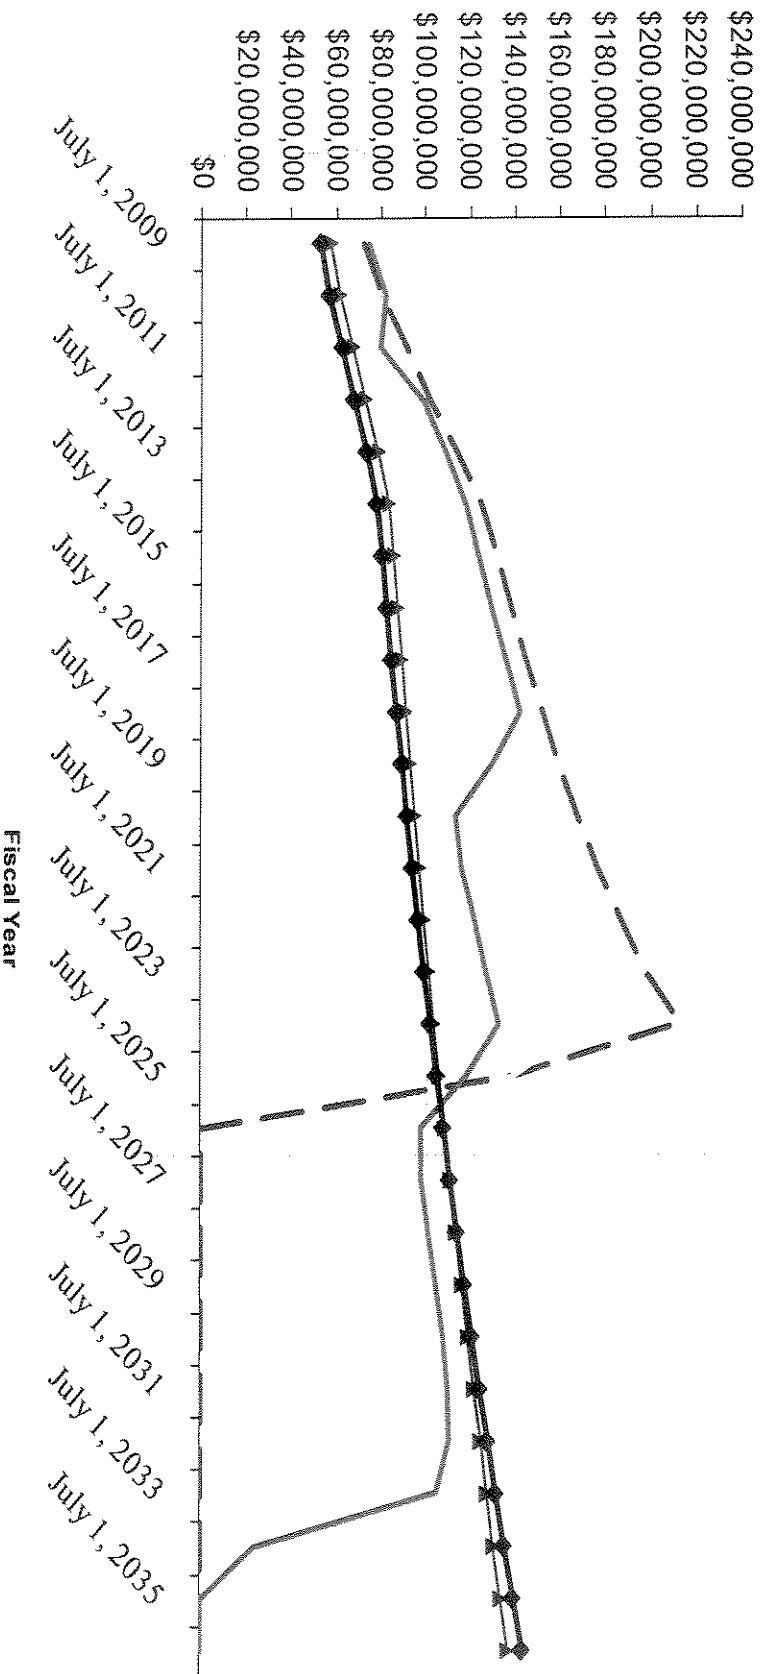 $240,000,000
$220,000,000
$200,000,000
$180,000,000
$160,000,000
$140,000,000
$120,000,000
$100,000,000
$80,000,000
$60,000,000
$40,000,000
$20,000,000
$0
July 1, 2009
July 1, 2011
July 1, 2013
July 1, 2015
July 1, 2017
July 1, 2019
July 1, 2021
July 1, 2023
July 1, 2025
July 1, 2027
July 1, 2029
July 1, 2031
July 1, 2033
July 1, 2035
Fiscal Year